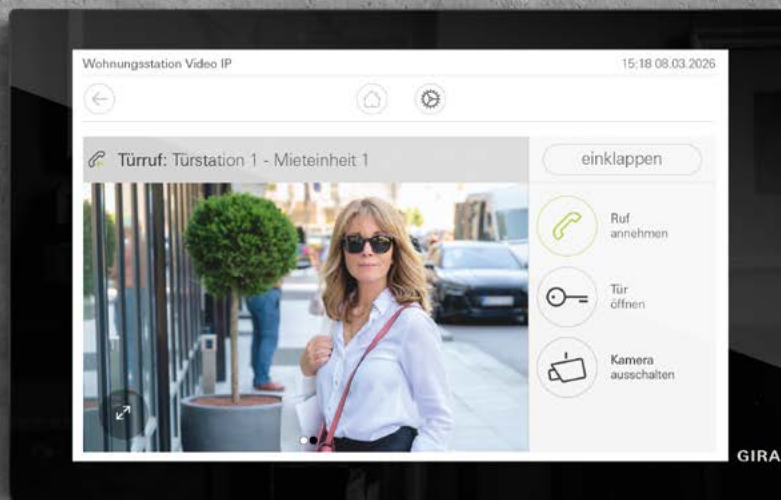 Wohnungsstation Video IP
15:18 08.03.2026
Türruf: Türstation 1 - Mieteinheit 1
einklappen
Ruf
annehmen
Tür
öffnen
Kamera
ausschalten
GIRA